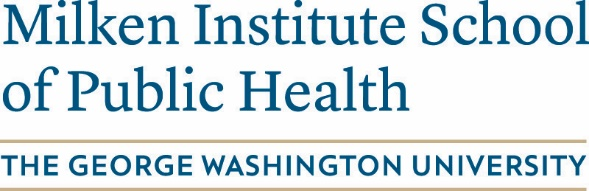 Milken Institute School
of Public Health
THE GEORGE WASHINGTON UNIVERSITY